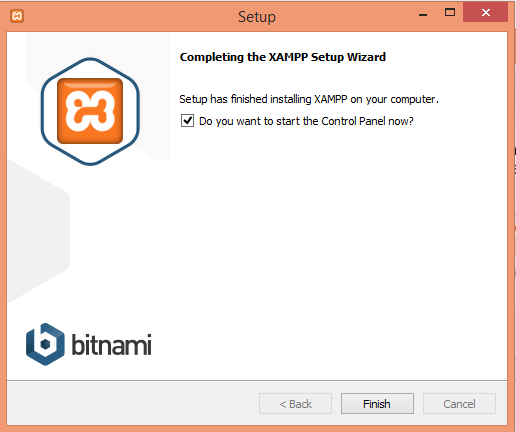 Setup
Completing the XAMPP Setup Wizard
Setup has finished installing XAMPP on your computer.
Do you want to start the Control Panel now?
bitnami
< Back
Finish
Cancel